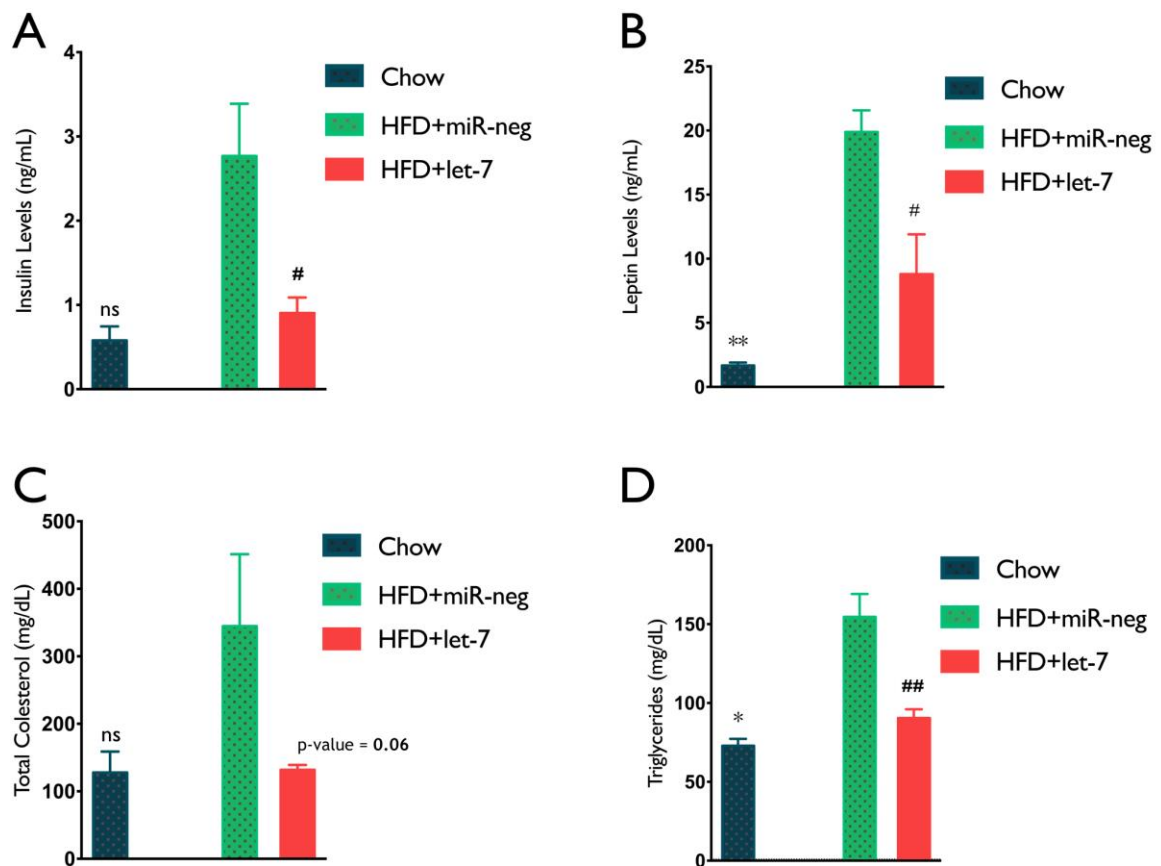 A
Insulin Levels (ng/mL)
4
3
2
1
0
ns
#
Chow
HFD+miR-neg
HFD+let-7
B
Leptin Levels (ng/mL)
25
20
15
10
5
0
**
#
Chow
HFD+miR-neg
HFD+let-7
C
Total Colesterol (mg/dL)
500
400
300
200
100
0
ns
p-value = 0.06
Chow
HFD+miR-neg
HFD+let-7
D
Triglycerides (mg/dL)
200
150
100
50
0
*
##
Chow
HFD+miR-neg
HFD+let-7